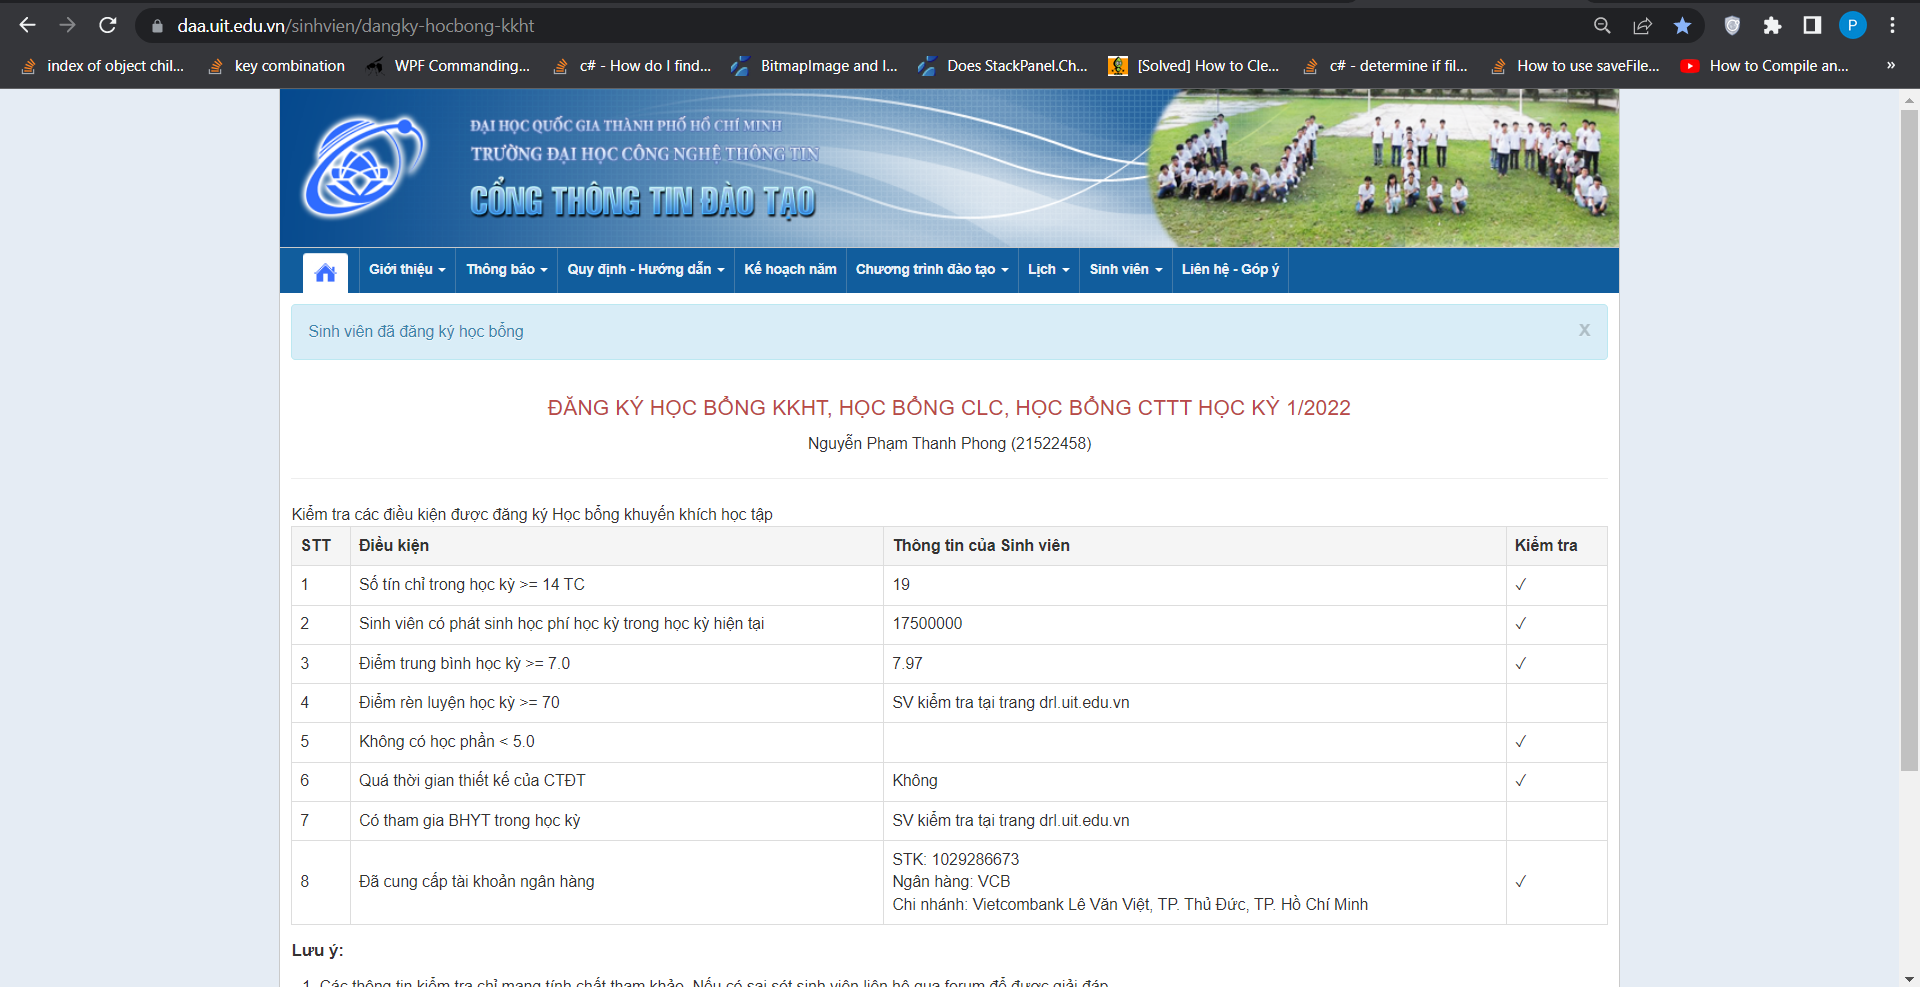 daa.uit.edu.vn/sinhvien/dangky-hocbong-kkht
P
index of object chil...
key combination
WPF Commanding...
c# - How do I find...
BitmapImage and I...
Does StackPanel.Ch...
[Solved] How to Cle...
c# - determine if fil...
How to use saveFile...
How to Compile an...
»
ĐẠI HỌC QUỐC GIA THÀNH PHỐ HỒ CHÍ MINH
TRƯỜNG ĐẠI HỌC CÔNG NGHỆ THÔNG TIN
CỔNG THÔNG TIN ĐÀO TẠO
Giới thiệu
Thông báo
Quy định - Hướng dẫn
Kế hoạch năm
Chương trình đào tạo
Lịch
Sinh viên
Liên hệ - Góp ý
Sinh viên đã đăng ký học bổng
X
ĐĂNG KÝ HỌC BỔNG KKHT, HỌC BỔNG CLC, HỌC BỔNG CTTT HỌC KỲ 1/2022
Nguyễn Phạm Thanh Phong (21522458)
Kiểm tra các điều kiện được đăng ký Học bổng khuyến khích học tập
STT Điều kiện Thông tin của Sinh viên Kiểm tra
1 Số tín chỉ trong học kỳ >= 14 TC 19 ✓
2 Sinh viên có phát sinh học phí học kỳ trong học kỳ hiện tại 17500000 ✓
3 Điểm trung bình học kỳ >= 7.0 7.97 ✓
4 Điểm rèn luyện học kỳ >= 70 SV kiểm tra tại trang drl.uit.edu.vn
5 Không có học phần < 5.0 ✓
6 Quá thời gian thiết kế của CTĐT Không ✓
7 Có tham gia BHYT trong học kỳ SV kiểm tra tại trang drl.uit.edu.vn
8 Đã cung cấp tài khoản ngân hàng STK: 1029286673
Ngân hàng: VCB ✓
Chi nhánh: Vietcombank Lê Văn Việt, TP. Thủ Đức, TP. Hồ Chí Minh
Lưu ý:
1. Các thông tin kiểm tra chỉ mang tính chất tham khảo. Nếu có sai sót sinh viên liên hệ qua forum để được giải đáp